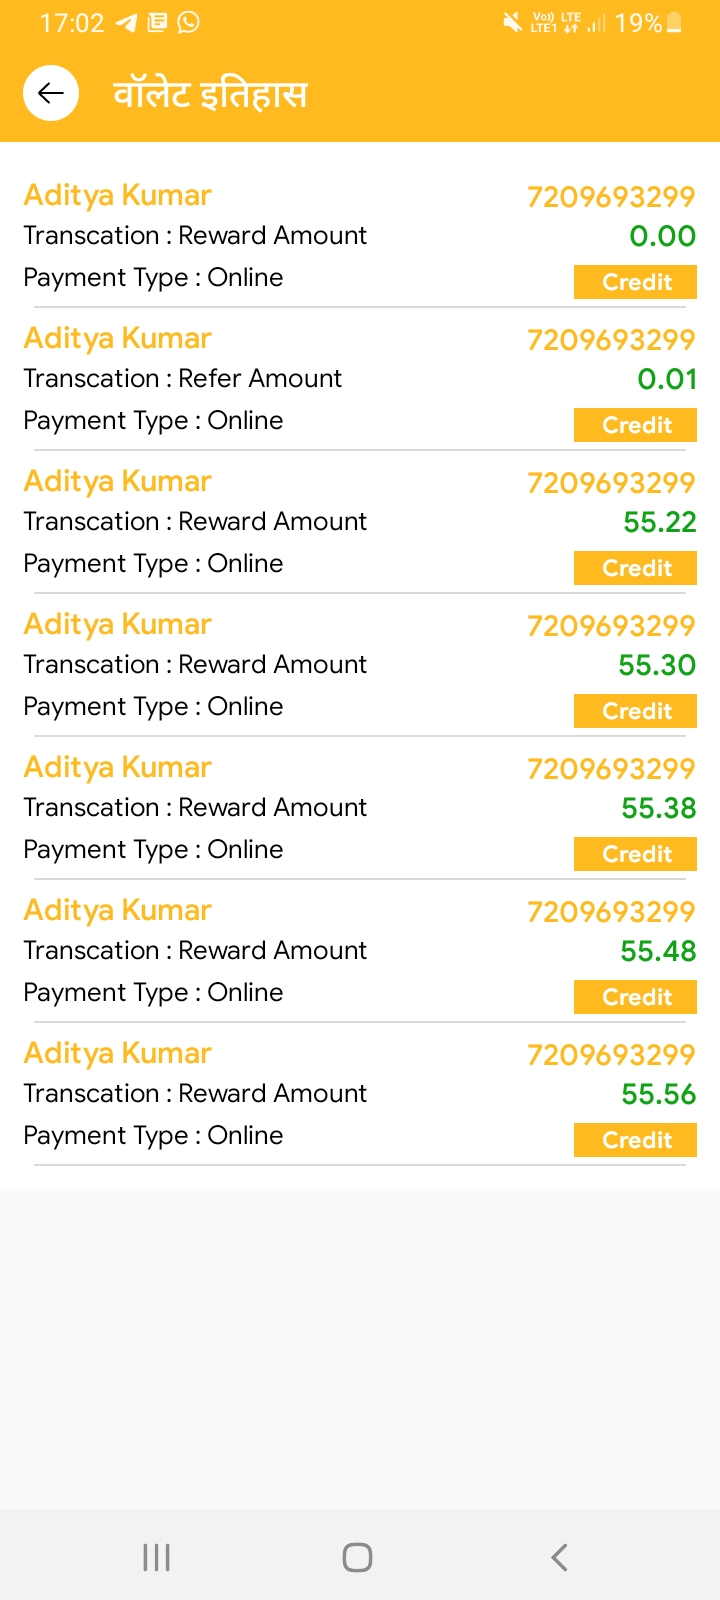 17:02 Vo)) LTE LTE1 19%
वॉलेट इतिहास
Aditya Kumar 7209693299
Transcation : Reward Amount 0.00
Payment Type : Online Credit
Aditya Kumar 7209693299
Transcation : Refer Amount 0.01
Payment Type : Online Credit
Aditya Kumar 7209693299
Transcation : Reward Amount 55.22
Payment Type : Online Credit
Aditya Kumar 7209693299
Transcation : Reward Amount 55.30
Payment Type : Online Credit
Aditya Kumar 7209693299
Transcation : Reward Amount 55.38
Payment Type : Online Credit
Aditya Kumar 7209693299
Transcation : Reward Amount 55.48
Payment Type : Online Credit
Aditya Kumar 7209693299
Transcation : Reward Amount 55.56
Payment Type : Online Credit